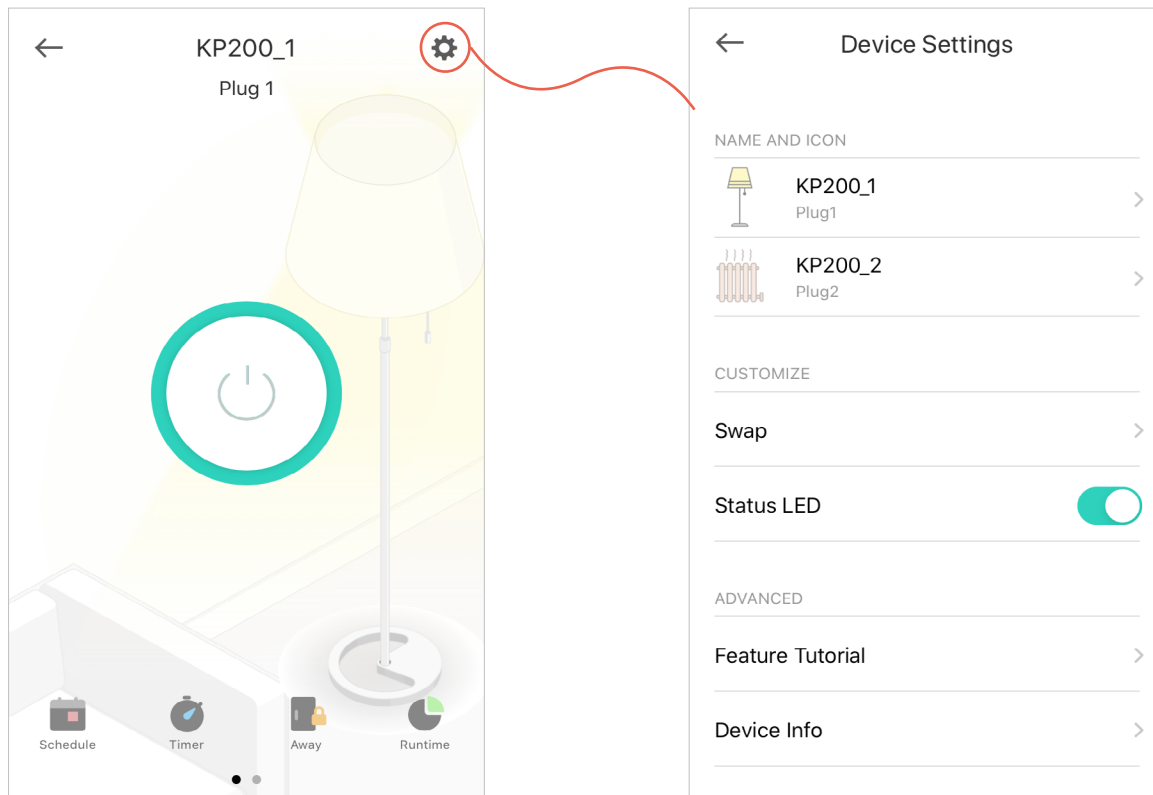 KP200_1
Plug 1
Schedule
Timer
Away
Runtime
Device Settings
NAME AND ICON
KP200_1
Plug1
KP200_2
Plug2
CUSTOMIZE
Swap
Status LED
ADVANCED
Feature Tutorial
Device Info